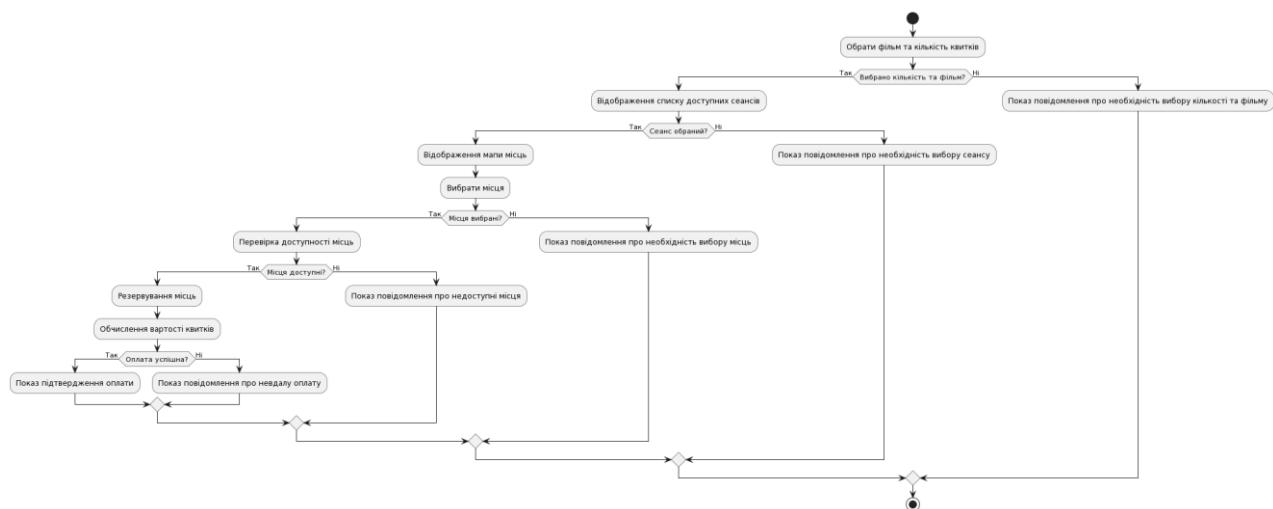 Обрати фільм та кількість квитків
Так Вибрано кількість та фільм? Ні
Відображення списку доступних сеансів
Показ повідомлення про необхідність вибору кількості та фільму
Так Сеанс обраний? Ні
Відображення мапи місць
Показ повідомлення про необхідність вибору сеансу
Вибрати місця
Так Місця вибрані? Ні
Перевірка доступності місць
Показ повідомлення про необхідність вибору місць
Так Місця доступні? Ні
Резервування місць
Показ повідомлення про недоступні місця
Обчислення вартості квитків
Так Оплата успішна? Ні
Показ підтвердження оплати
Показ повідомлення про невдалу оплату